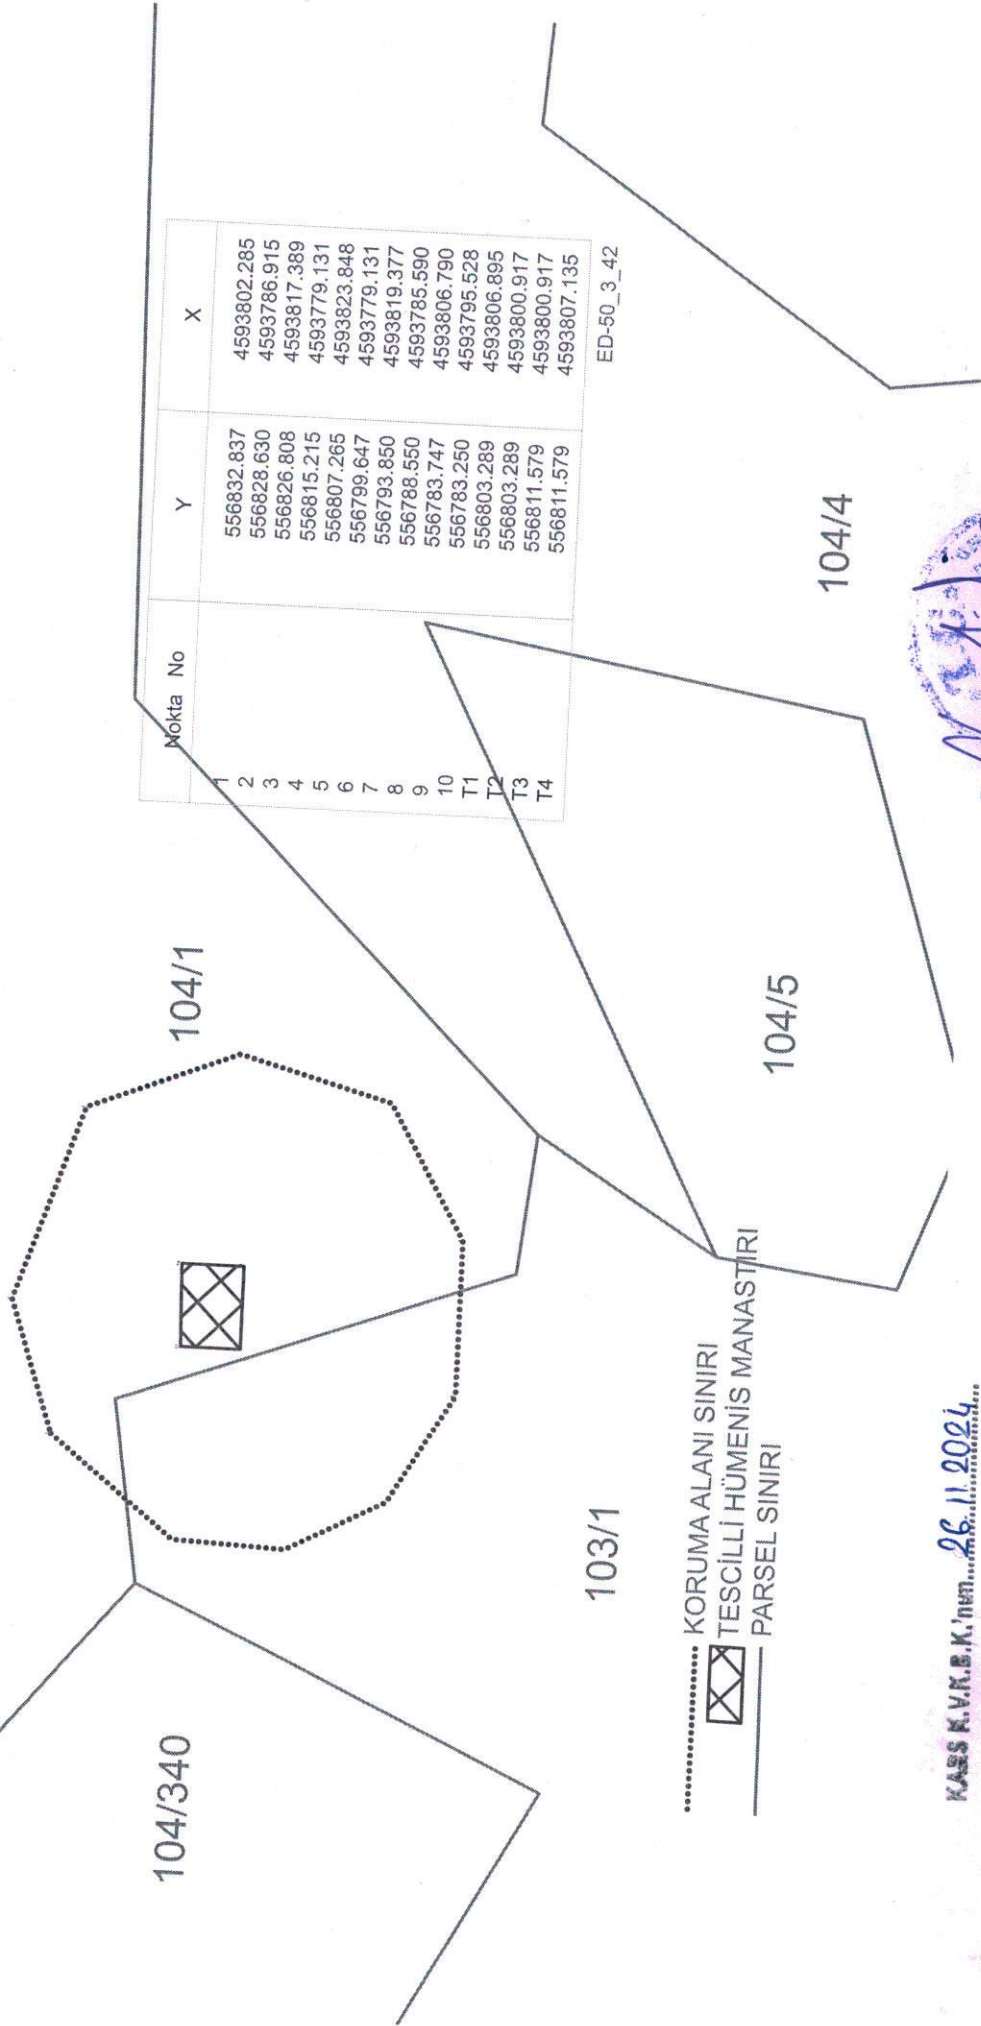 104/340
104/1
103/1
104/5
104/4
Nokta No Y X
1 556832.837 4593802.285
2 556828.630 4593786.915
3 556826.808 4593817.389
4 556815.215 4593779.131
5 556807.265 4593823.848
6 556799.647 4593779.131
7 556793.850 4593819.377
8 556788.550 4593785.590
9 556783.747 4593806.790
10 556783.250 4593795.528
T1 556803.289 4593806.895
T2 556803.289 4593800.917
T3 556811.579 4593800.917
T4 556811.579 4593807.135
ED-50_3_42
KORUMA ALANI SINIRI
TESCİLLİ HÜMENİS MANASTIRI
PARSEL SINIRI
KARS K.V.K.B.K.'nun 26.11.2024